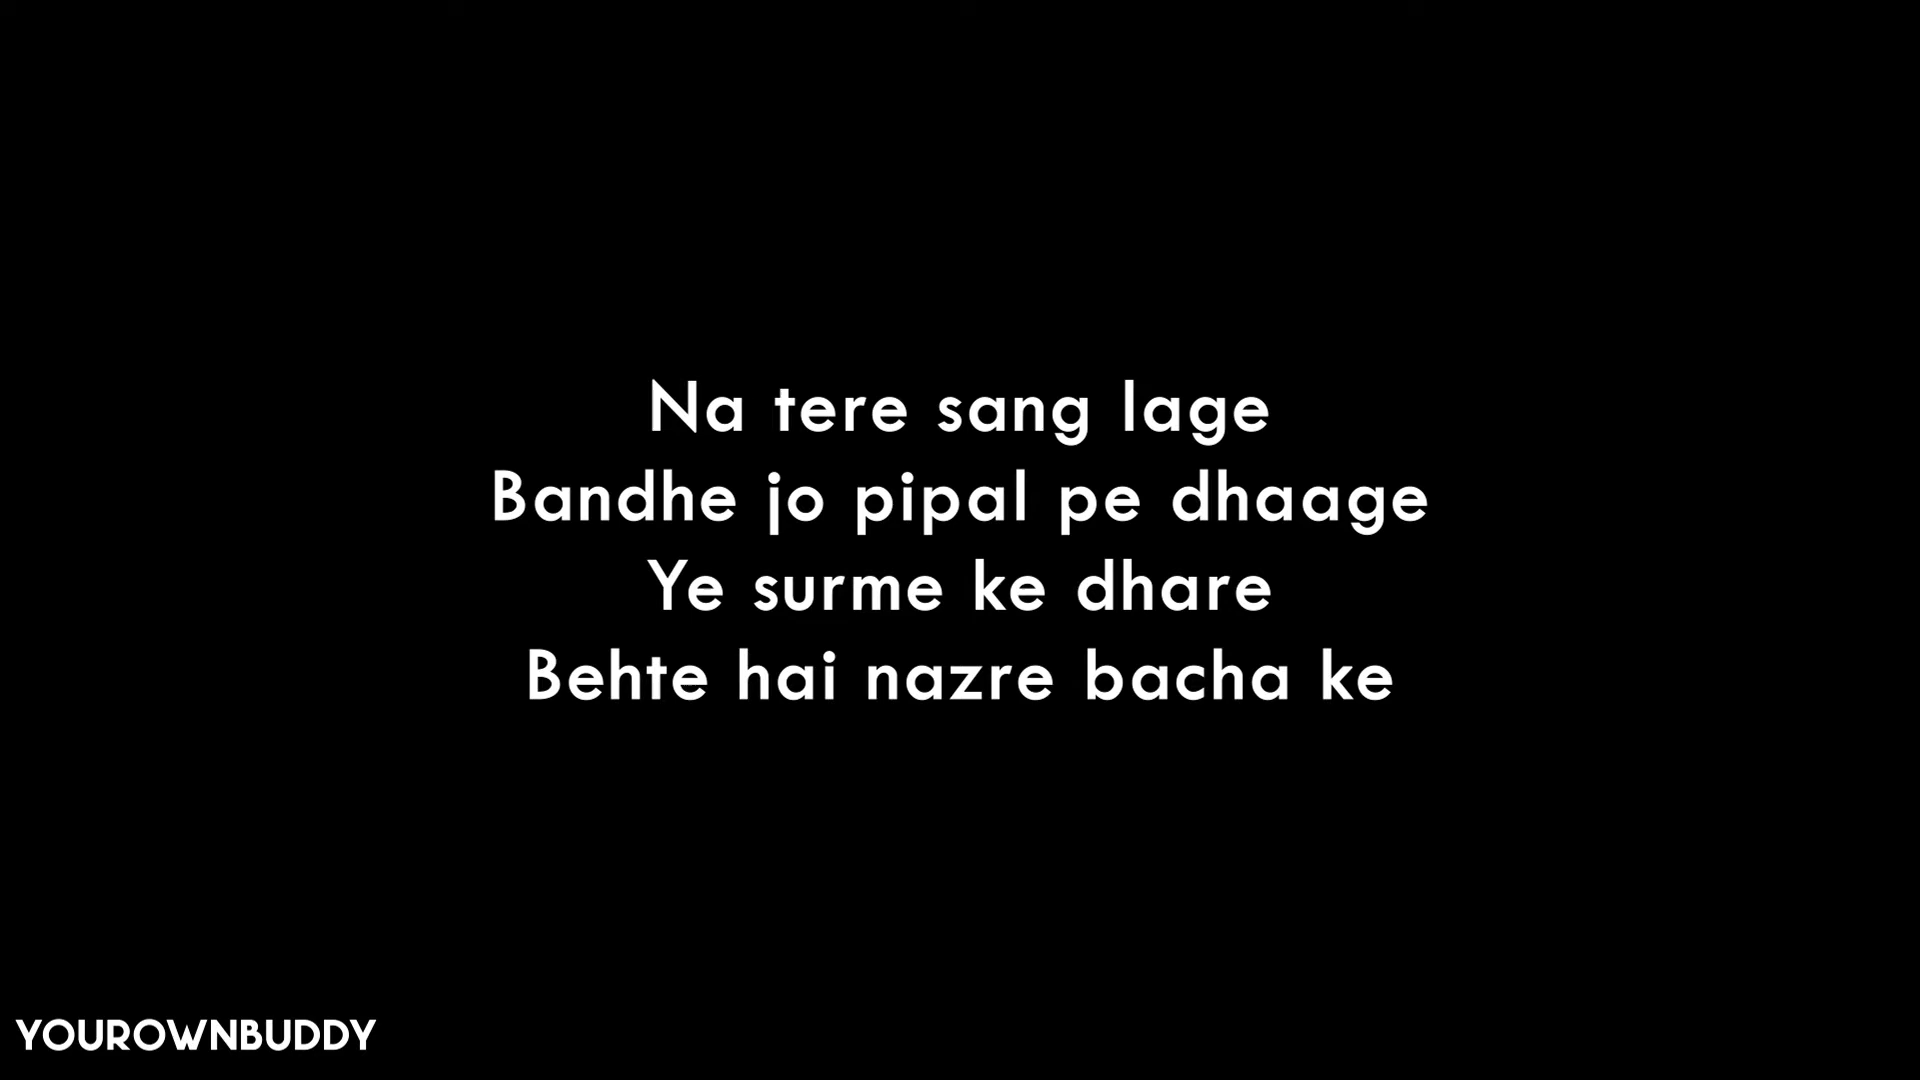 Na tere sang lage
Bandhe jo pipal pe dhaage
Ye surme ke dhare
Behte hai nazre bacha ke
YOUROWNBUDDY